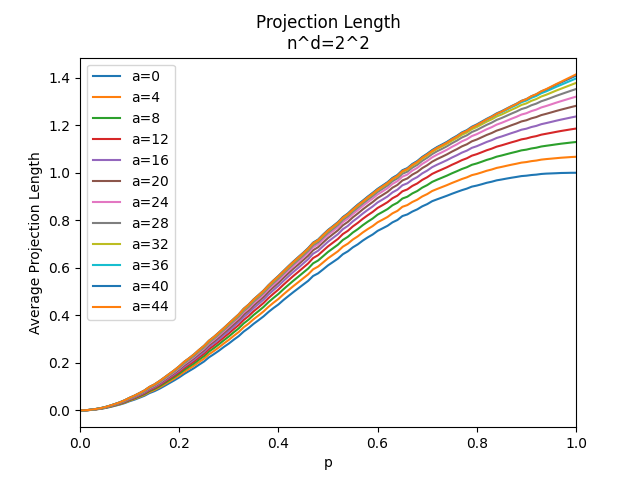 Projection Length
n^d=2^2
Average Projection Length
1.4
1.2
1.0
0.8
0.6
0.4
0.2
0.0
a=0
a=4
a=8
a=12
a=16
a=20
a=24
a=28
a=32
a=36
a=40
a=44
0.0 0.2 0.4 0.6 0.8 1.0
p